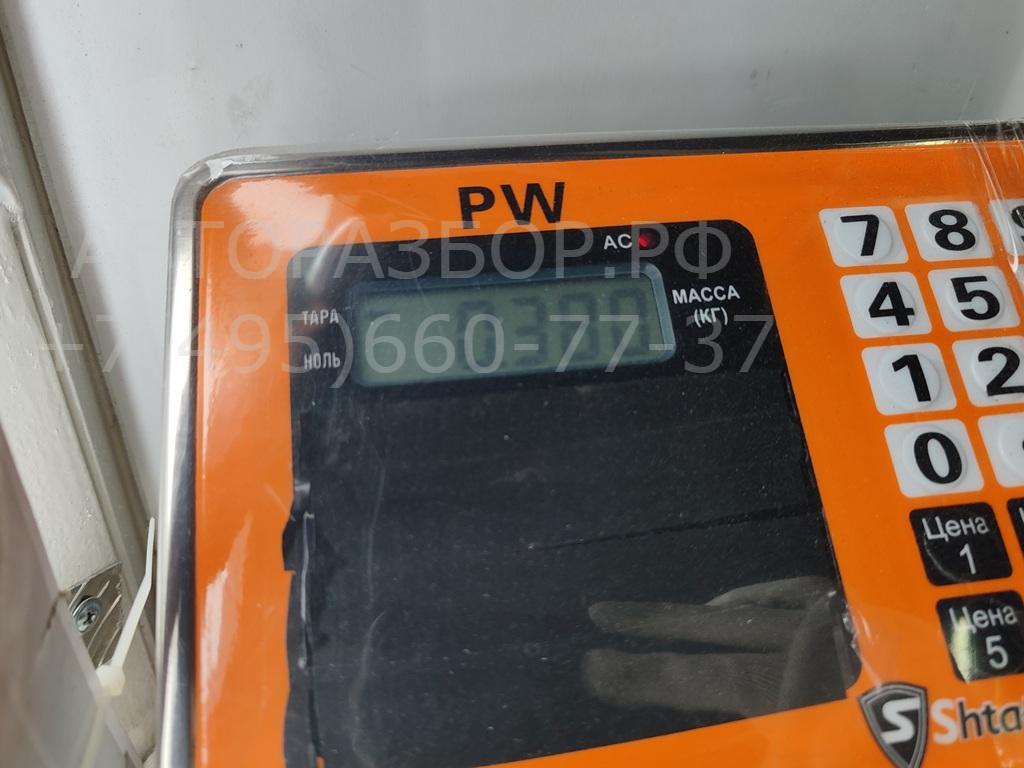 PW
АВТОРАЗБОР.РФ
AC
ТАРА
НОЛЬ
МАССА
(КГ)
+7(495)660-77-37
7 8
4 5
1 2
0
Цена
1
Цена
5
S Shta